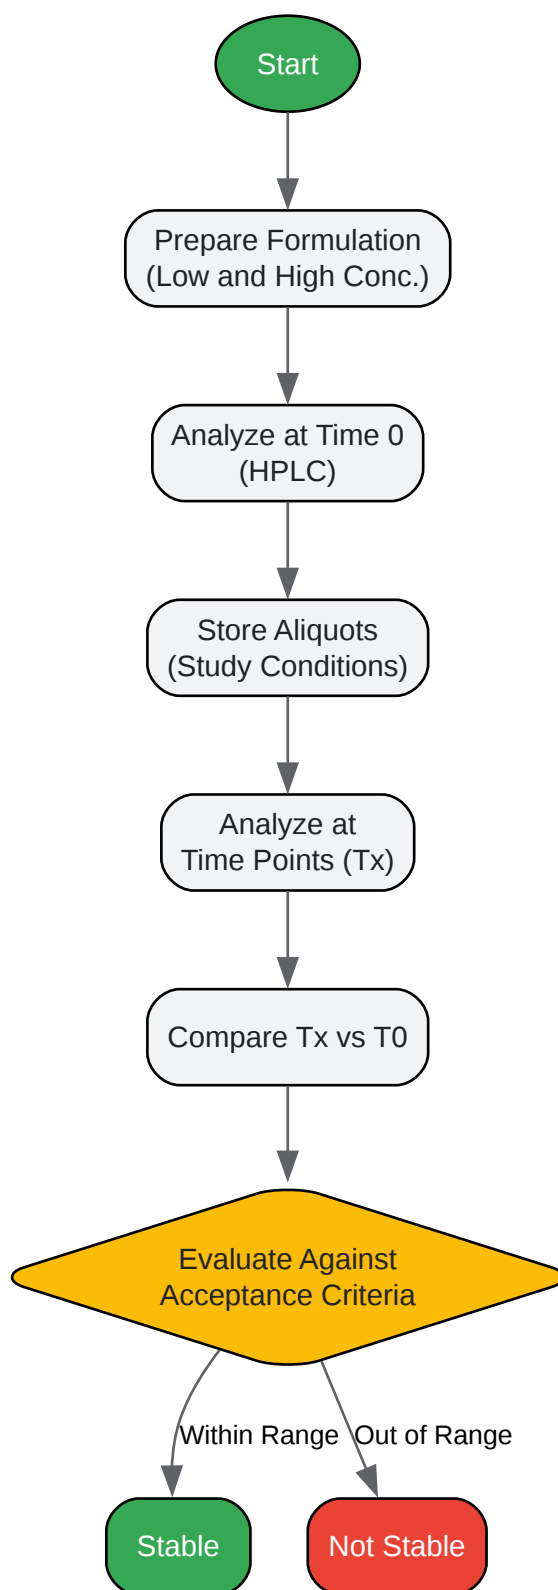 Start
Prepare Formulation
(Low and High Conc.)
Analyze at Time 0
(HPLC)
Store Aliquots
(Study Conditions)
Analyze at
Time Points (Tx)
Compare Tx vs T0
Evaluate Against
Acceptance Criteria
Within Range
Out of Range
Stable
Not Stable